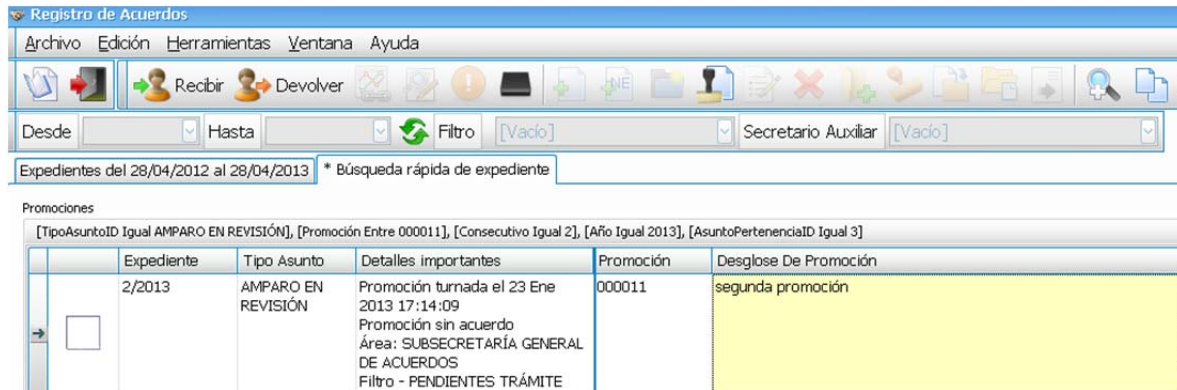 Registro de Acuerdos
Archivo Edición Herramientas Ventana Ayuda
Recibir Devolver NE
Desde Hasta Filtro [Vacío] Secretario Auxiliar [Vacío]
Expedientes del 28/04/2012 al 28/04/2013 * Búsqueda rápida de expediente
Promociones
[TipoAsuntoID Igual AMPARO EN REVISIÓN], [Promoción Entre 000011], [Consecutivo Igual 2], [Año Igual 2013], [AsuntoPertenenciaID Igual 3]
Expediente Tipo Asunto Detalles importantes Promoción Desglose De Promoción
2/2013 AMPARO EN Promoción turnada el 23 Ene 000011 segunda promoción
REVISIÓN 2013 17:14:09
Promoción sin acuerdo
Área: SUBSECRETARÍA GENERAL
DE ACUERDOS
Filtro - PENDIENTES TRÁMITE